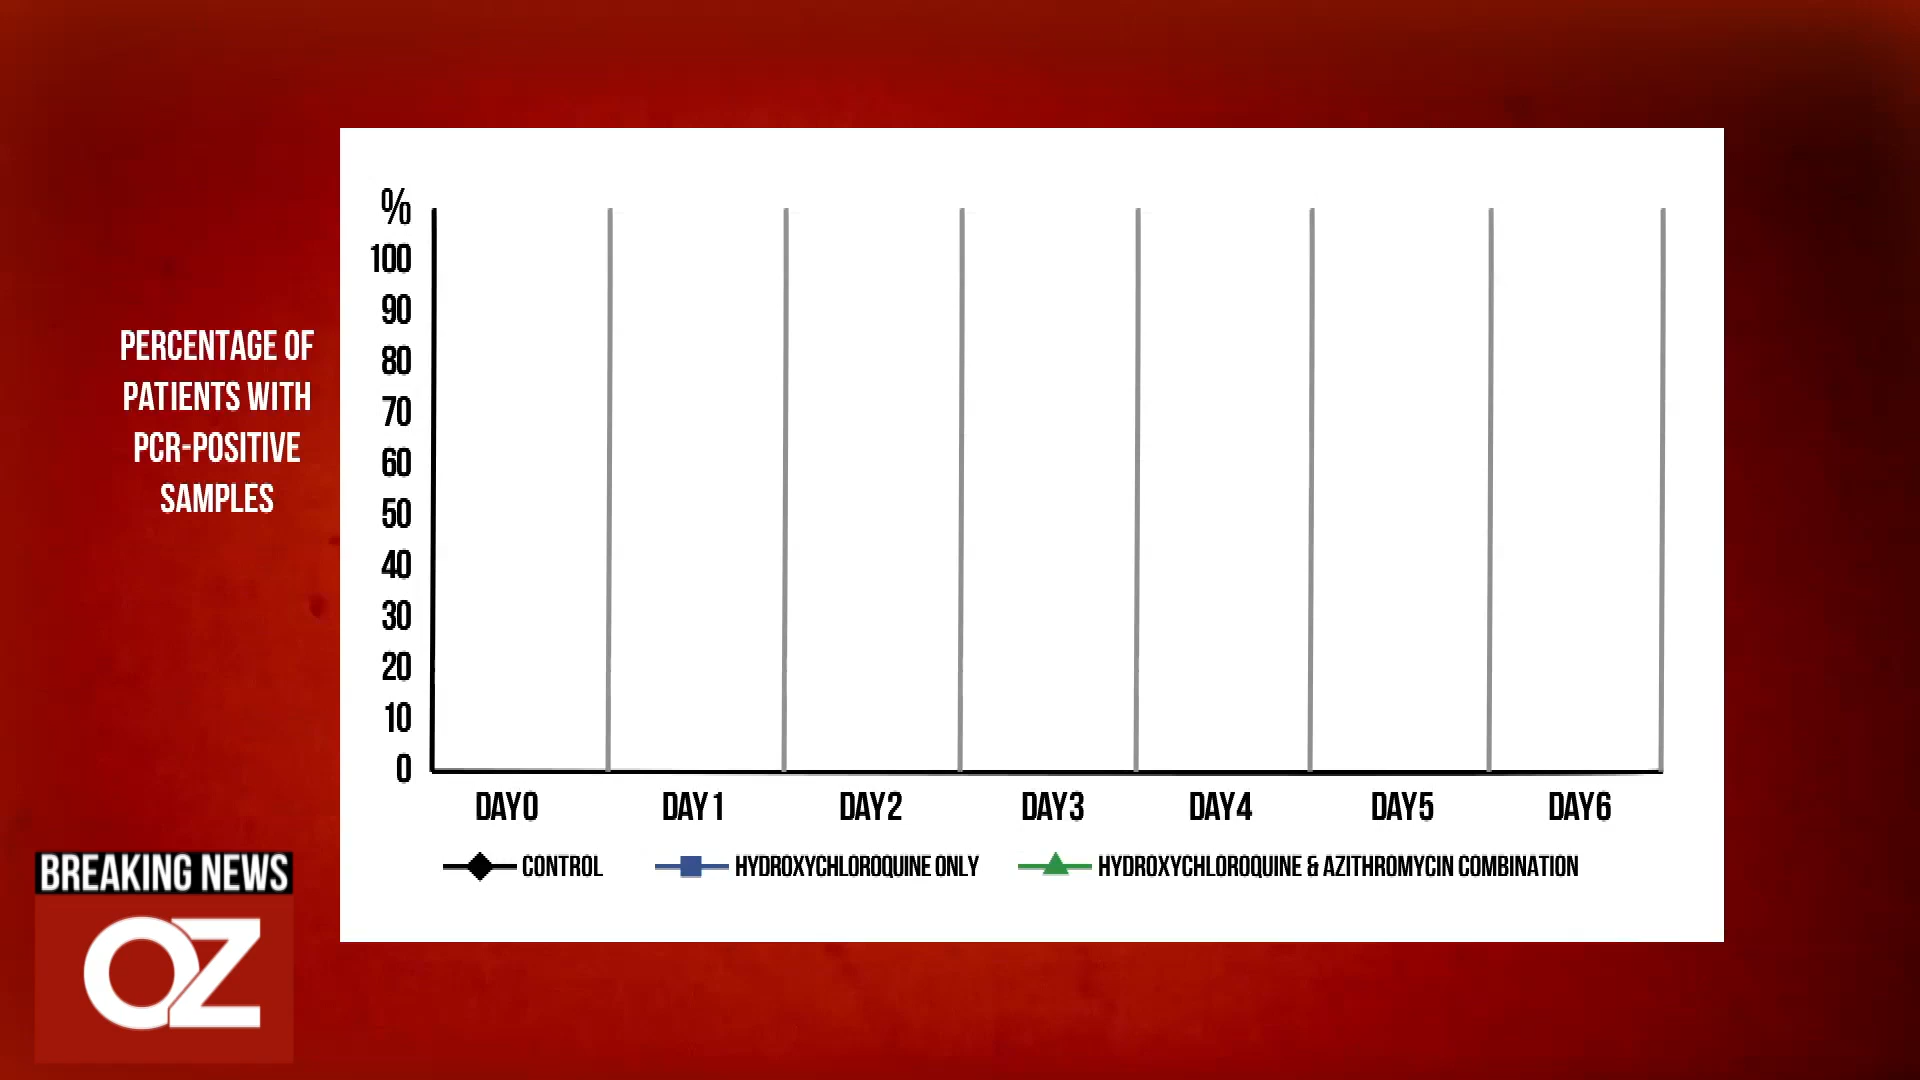 PERCENTAGE OF
PATIENTS WITH
PCR-POSITIVE
SAMPLES
%
100
90
80
70
60
50
40
30
20
10
0
DAY0 DAY1 DAY2 DAY3 DAY4 DAY5 DAY6
CONTROL HYDROXYCHLOROQUINE ONLY HYDROXYCHLOROQUINE & AZITHROMYCIN COMBINATION
BREAKING NEWS
OZ